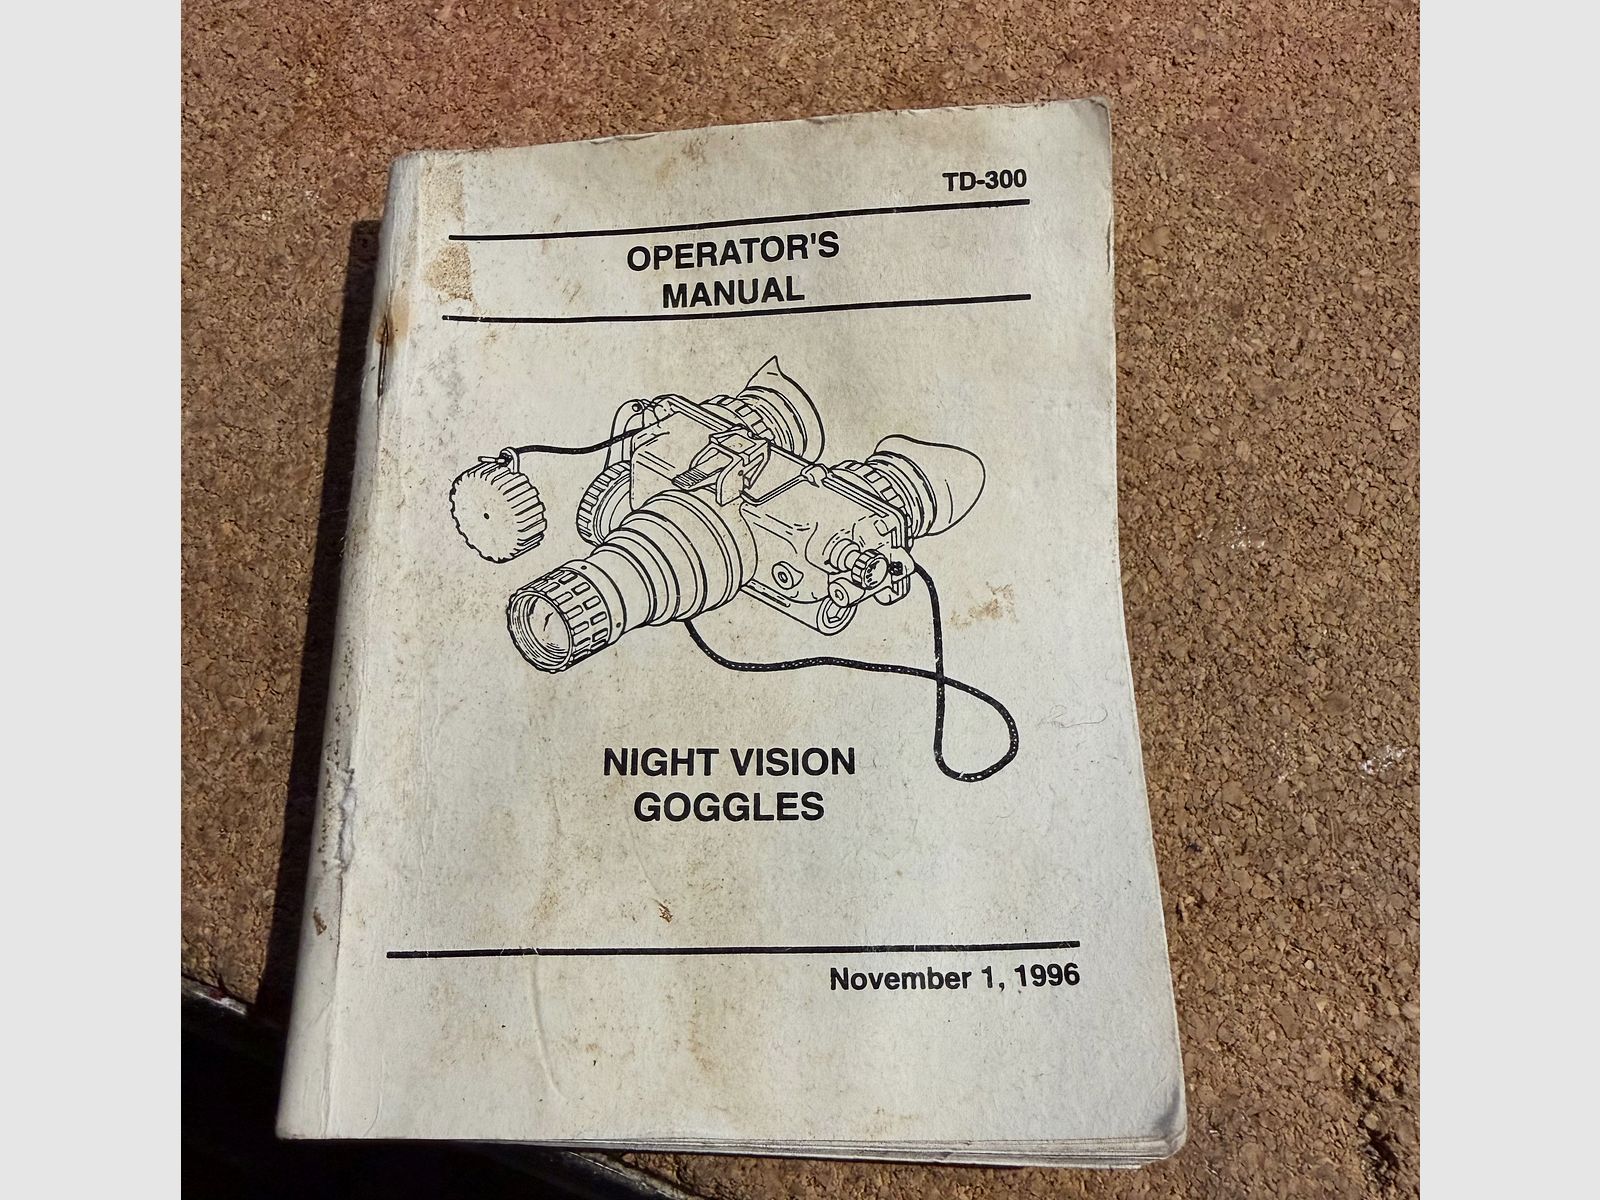 TD-300
OPERATOR'S
MANUAL
NIGHT VISION
GOGGLES
November 1, 1996